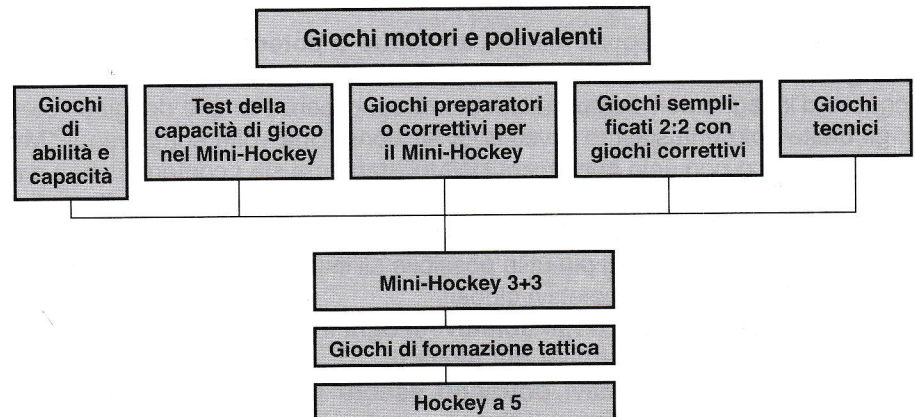 Giochi motori e polivalenti
Giochi
di
abilità e
capacità
Test della
capacità di gioco
nel Mini-Hockey
Giochi preparatori
o correttivi per
il Mini-Hockey
Giochi sempli-
ficati 2:2 con
giochi correttivi
Giochi
tecnici
Mini-Hockey 3+3
Giochi di formazione tattica
Hockey a 5